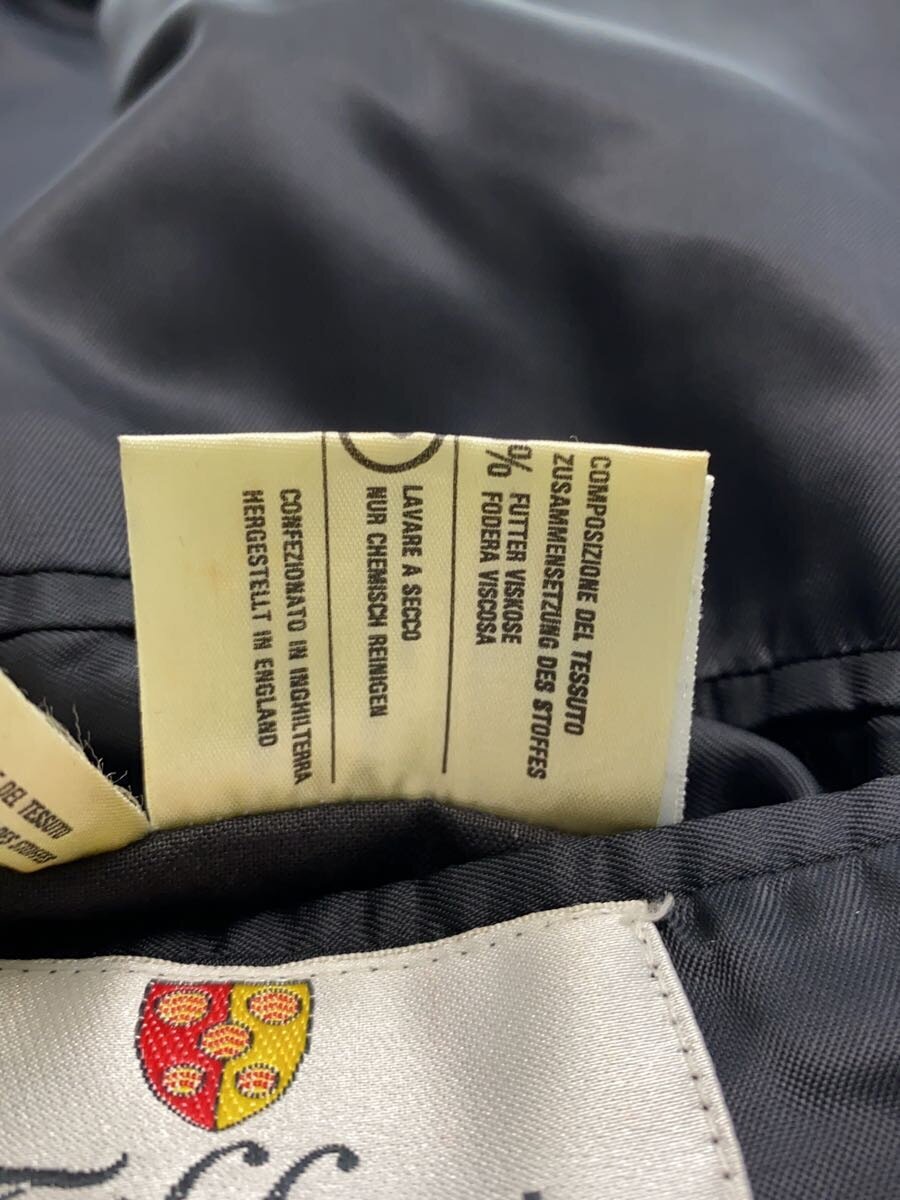 COMPOSIZIONE DEL TESSUTO
ZUSAMMENSETZUNG DES STOFFES
% FUTTER VISKOSE
% FODERA VISCOSA
LAVARE A SECCO
NUR CHEMISCH REINIGEN
CONFEZIONATO IN INGHILTERRA
HERGESTELLT IN ENGLAND
DEL TESSUTO